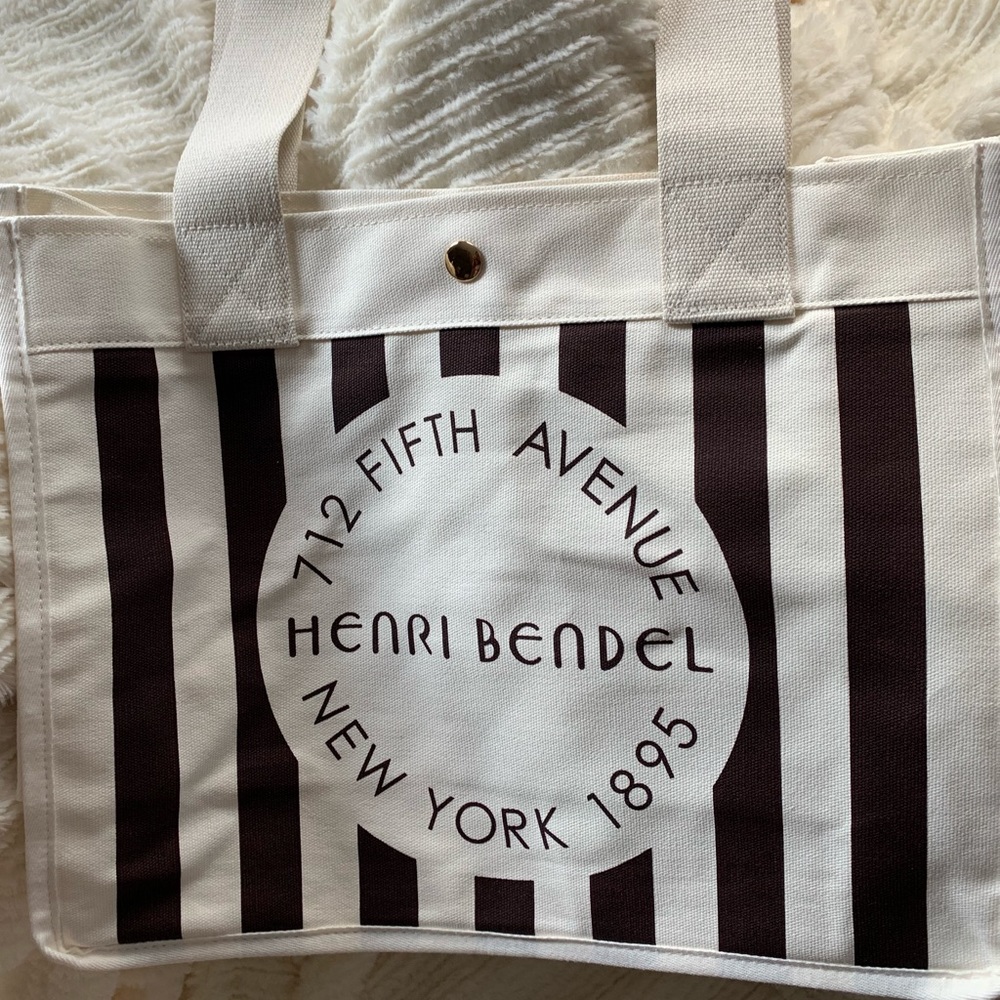 712 FIFTH AVENUE
HENRI BENDEL
NEW YORK 1895